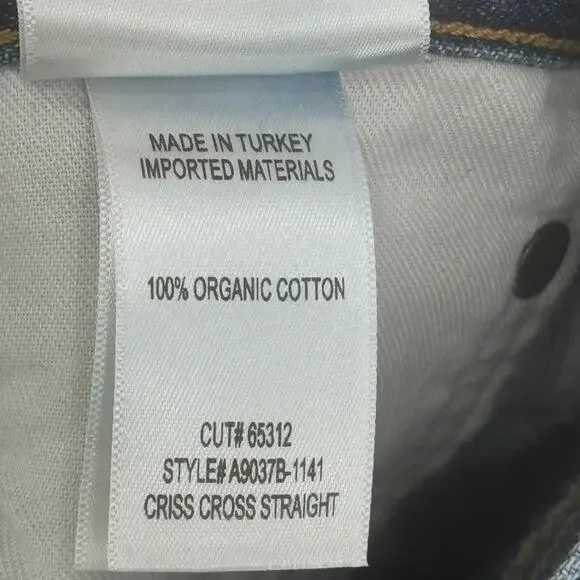 MADE IN TURKEY
IMPORTED MATERIALS
100% ORGANIC COTTON
CUT# 65312
STYLE# A9037B-1141
CRISS CROSS STRAIGHT